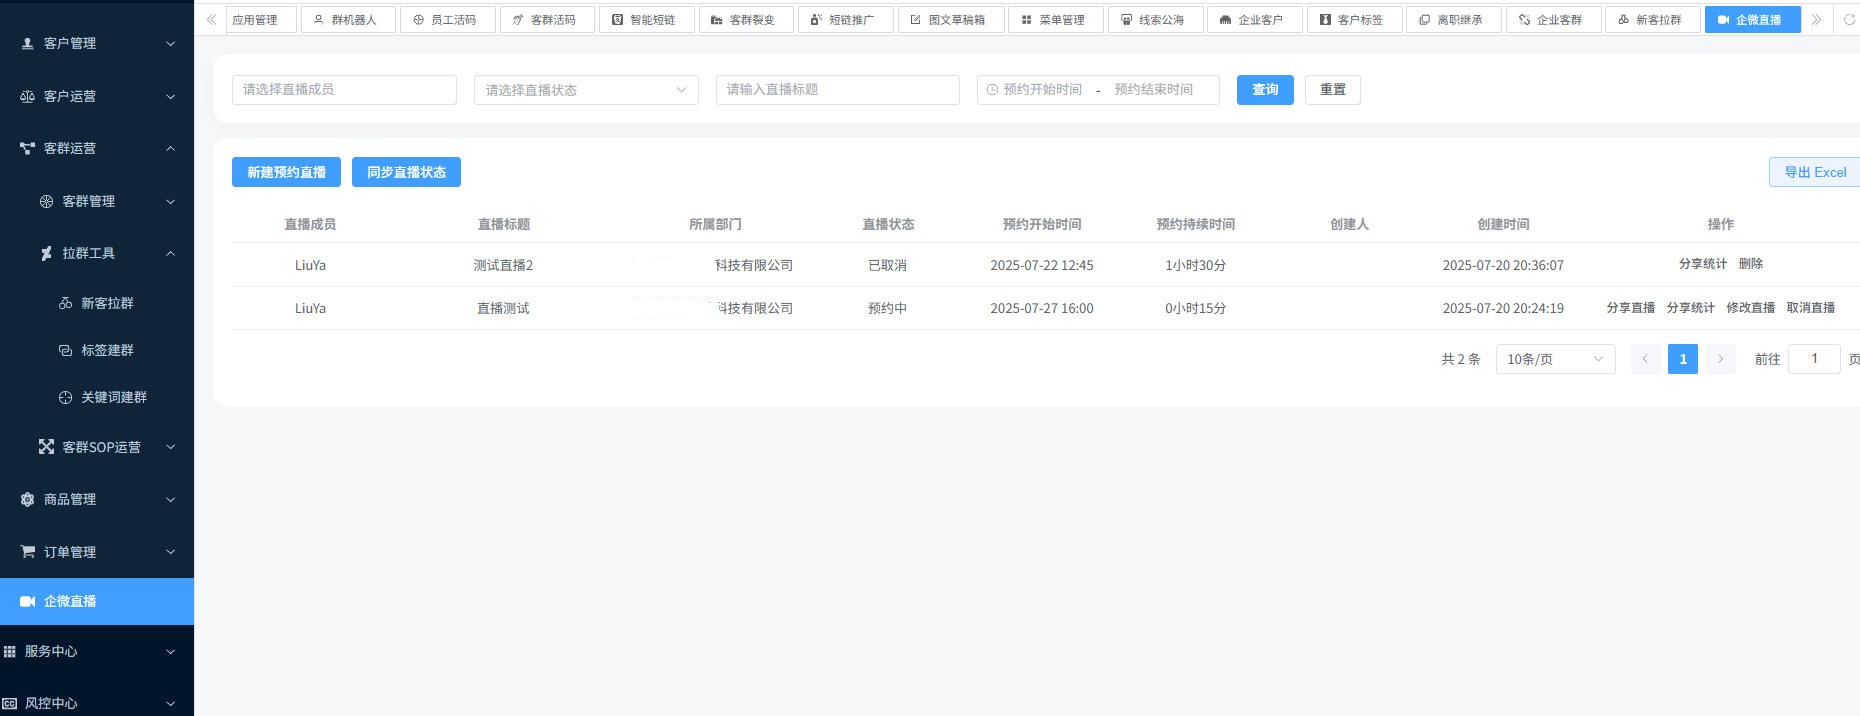 应用管理 群机器人 员工活码 客群活码 智能短链 客群裂变 短链推广 图文草稿箱 菜单管理 线索公海 企业客户 客户标签 离职继承 企业客群 新客拉群 企微直播
客户管理
客户运营
客群运营
客群管理
拉群工具
新客拉群
标签建群
关键词建群
客群SOP运营
商品管理
订单管理
企微直播
服务中心
风控中心
请选择直播成员 请选择直播状态 请输入直播标题 预约开始时间 - 预约结束时间 查询 重置
新建预约直播 同步直播状态 导出 Excel
直播成员 直播标题 所属部门 直播状态 预约开始时间 预约持续时间 创建人 创建时间 操作
LiuYa 测试直播2 科技有限公司 已取消 2025-07-22 12:45 1小时30分 2025-07-20 20:36:07 分享统计 删除
LiuYa 直播测试 科技有限公司 预约中 2025-07-27 16:00 0小时15分 2025-07-20 20:24:19 分享直播 分享统计 修改直播 取消直播
共 2 条 10条/页 1 前往 1 页